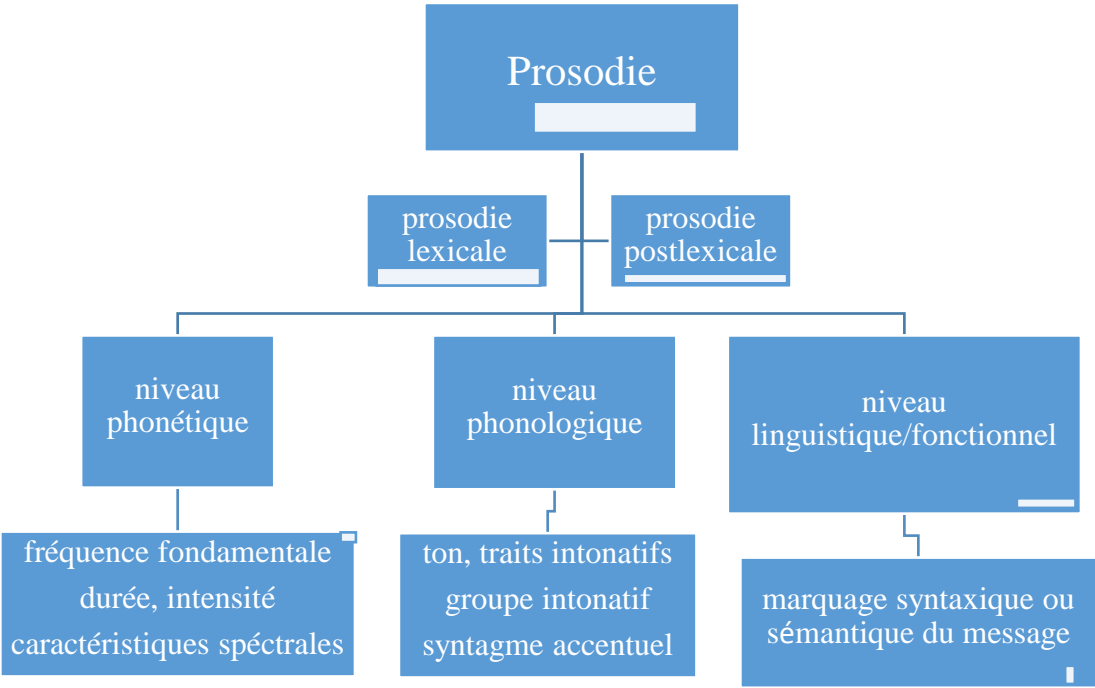 Prosodie
prosodie
lexicale
prosodie
postlexicale
niveau
phonétique
niveau
phonologique
niveau
linguistique/fonctionnel
fréquence fondamentale
durée, intensité
caractéristiques spéctrales
ton, traits intonatifs
groupe intonatif
syntagme accentuel
marquage syntaxique ou
sémantique du message